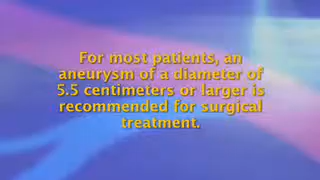 For most patients, an
aneurysm of a diameter of
5.5 centimeters or larger is
recommended for surgical
treatment.